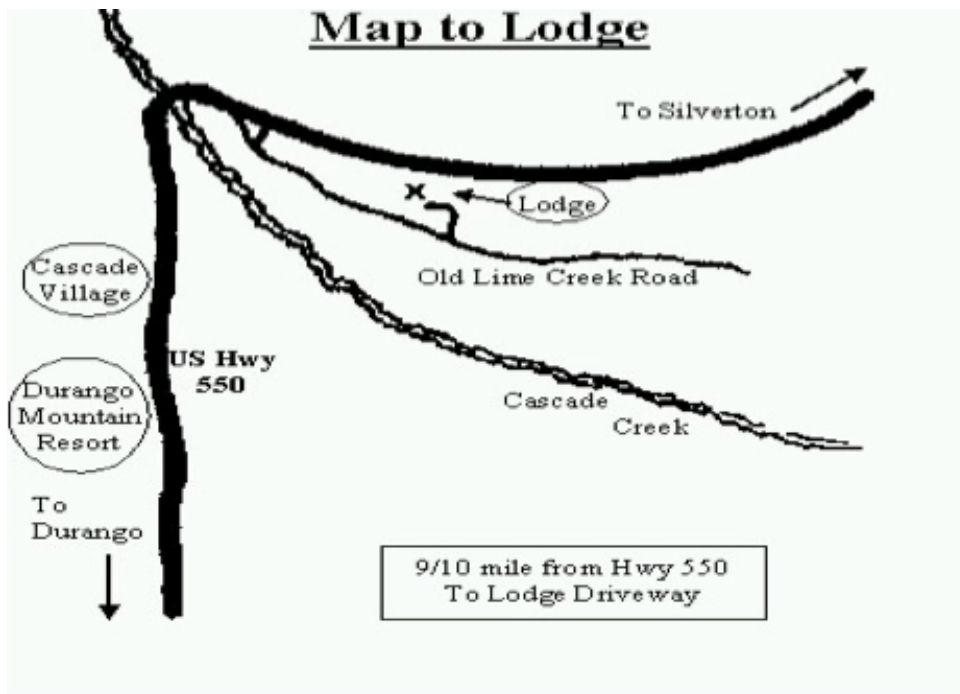 Map to Lodge
To Silverton
Lodge
Cascade
Village
Old Lime Creek Road
US Hwy
550
Durango
Mountain
Resort
Cascade
Creek
To
Durango
9/10 mile from Hwy 550
To Lodge Driveway